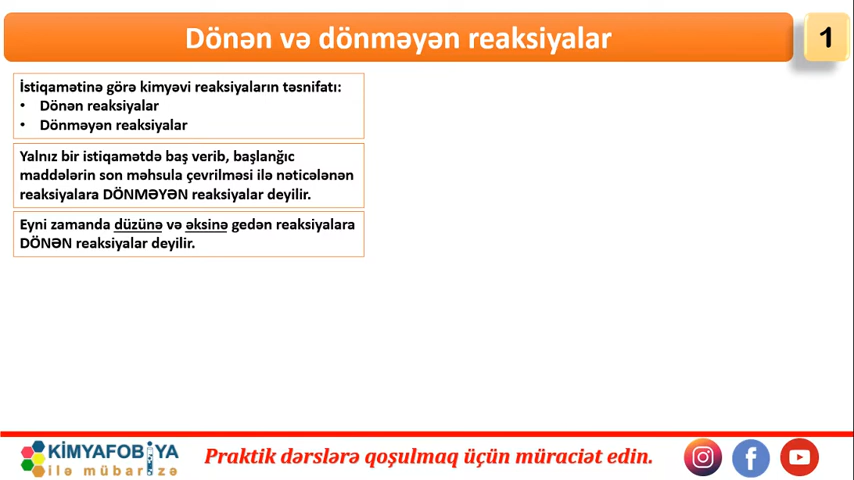 Dönən və dönməyən reaksiyalar
1
İstiqamətinə görə kimyəvi reaksiyaların təsnifatı:
• Dönən reaksiyalar
• Dönməyən reaksiyalar
Yalnız bir istiqamətdə baş verib, başlanğıc
maddələrin son məhsula çevrilməsi ilə nəticələnən
reaksiyalara DÖNMƏYƏN reaksiyalar deyilir.
Eyni zamanda düzünə və əksinə gedən reaksiyalara
DÖNƏN reaksiyalar deyilir.
KİMYAFOBİYA
ilə mübarizə
Praktik dərslərə qoşulmaq üçün müraciət edin.